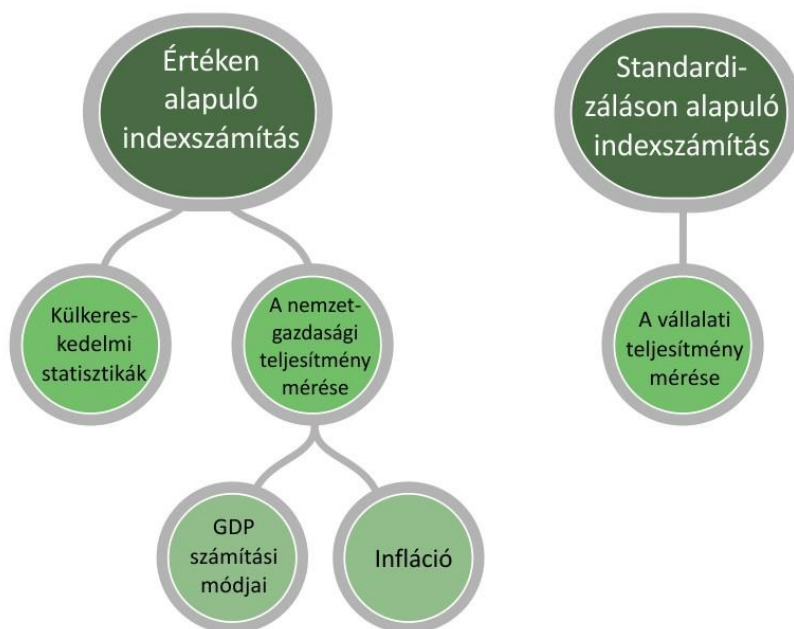 Értéken
alapuló
indexszámítás
Standardi-
záláson alapuló
indexszámítás
Külkeres-
kedelmi
statisztikák
A nemzet-
gazdasági
teljesítmény
mérése
A vállalati
teljesítmény
mérése
GDP
számítási
módjai
Infláció